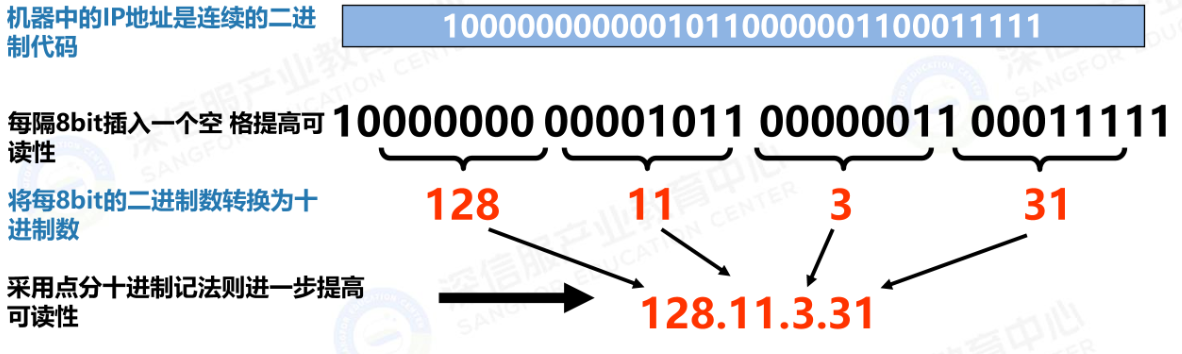 机器中的IP地址是连续的二进
制代码
10000000000010110000001100011111
每隔8bit插入一个空 格提高可
读性
10000000 00001011 00000011 00011111
将每8bit的二进制数转换为十
进制数
128 11 3 31
采用点分十进制记法则进一步提高
可读性
128.11.3.31
深信服产业教育中心
SANGFOR EDUCATION CENTER